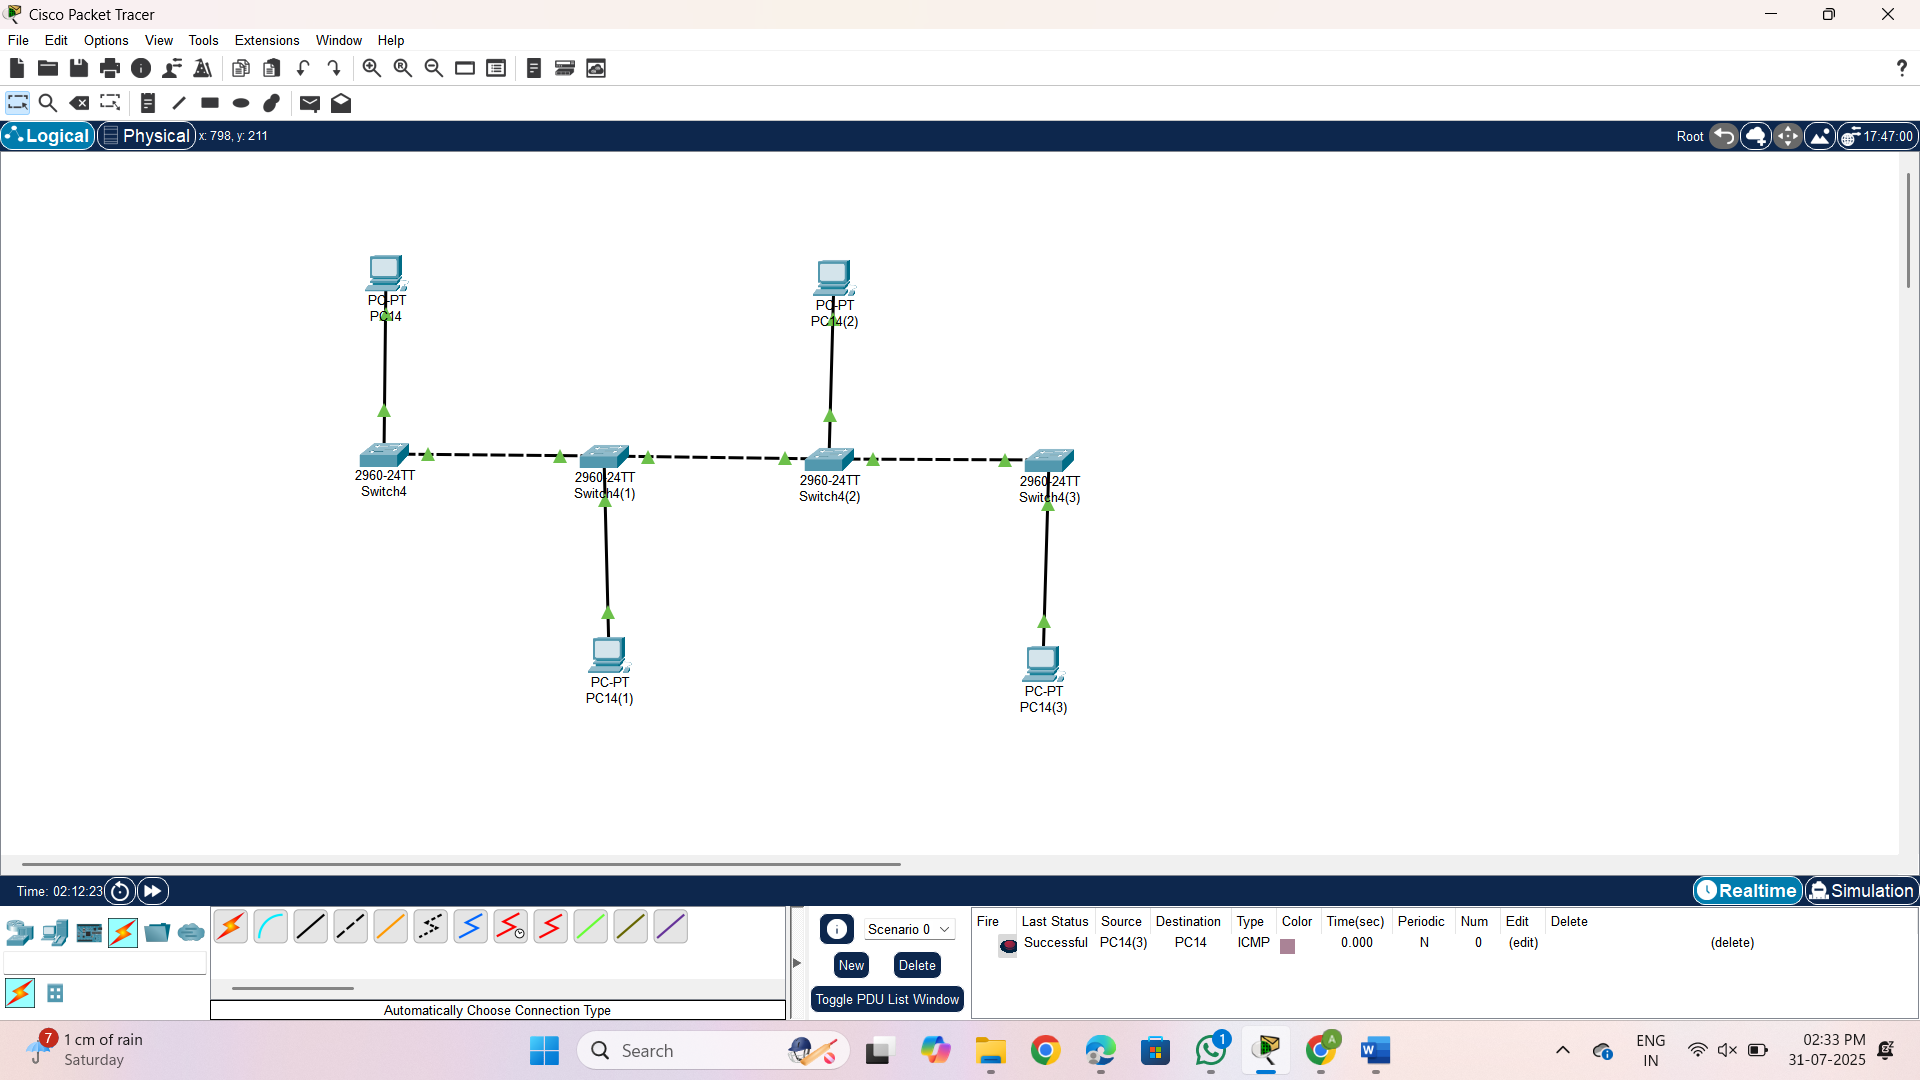 Cisco Packet Tracer
File Edit Options View Tools Extensions Window Help
?
Logical Physical x: 798, y: 211 Root 17:47:00
PC-PT
PC14
PC-PT
PC14(2)
2960-24TT
Switch4
2960-24TT
Switch4(1)
2960-24TT
Switch4(2)
2960-24TT
Switch4(3)
PC-PT
PC14(1)
PC-PT
PC14(3)
Time: 02:12:23 Realtime Simulation
Scenario 0
New Delete
Toggle PDU List Window
Fire Last Status Source Destination Type Color Time(sec) Periodic Num Edit Delete
Successful PC14(3) PC14 ICMP 0.000 N 0 (edit) (delete)
Automatically Choose Connection Type
7
1 cm of rain
Saturday
Search
1
A
ENG
IN
02:33 PM
31-07-2025